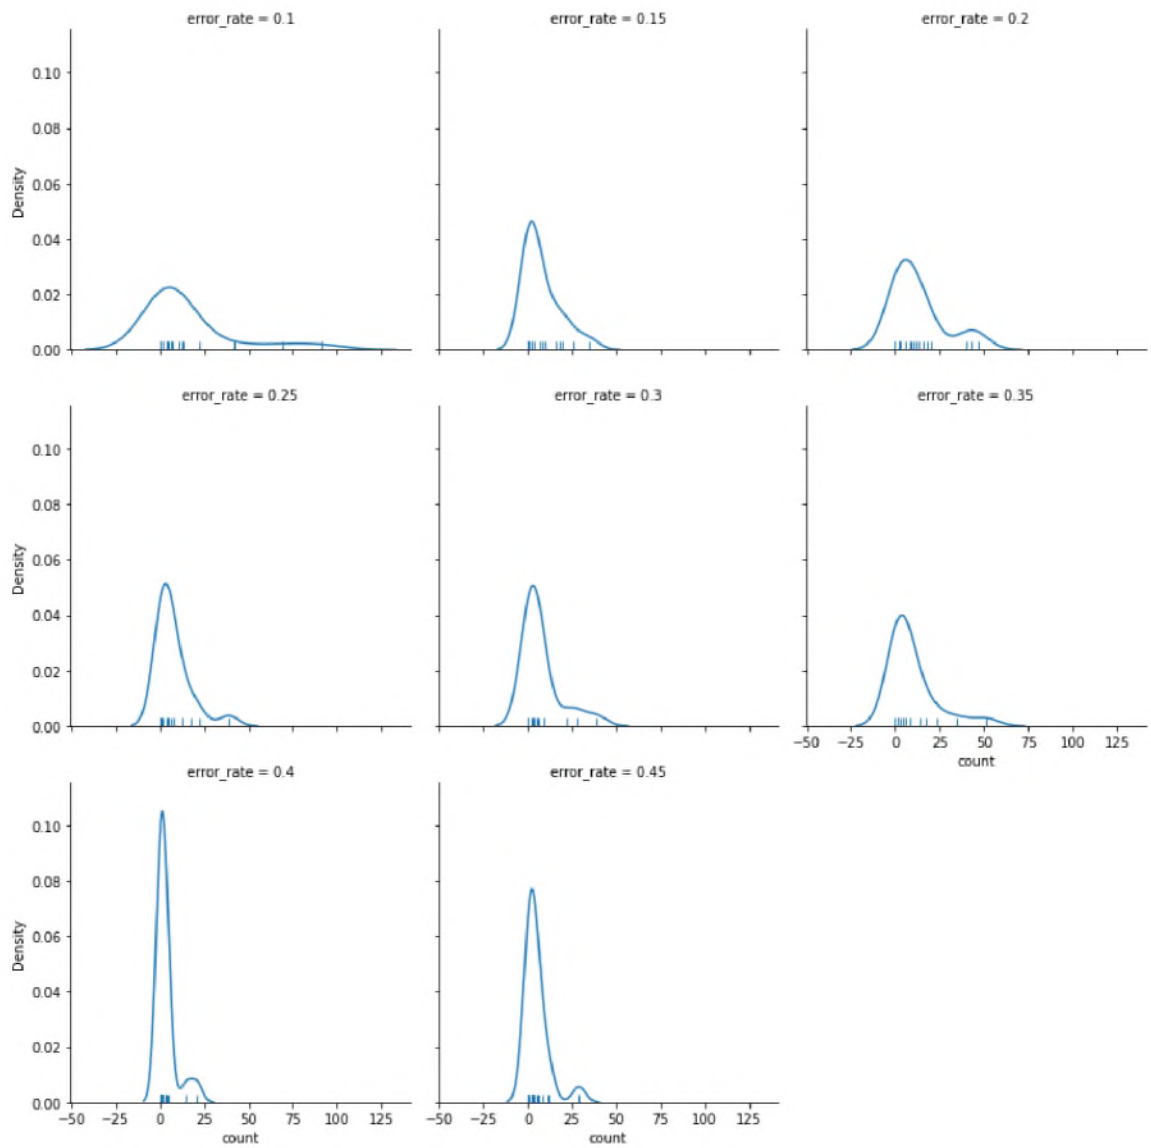 error_rate = 0.1
error_rate = 0.15
error_rate = 0.2
0.10
0.08
0.06
0.04
0.02
0.00
Density
error_rate = 0.25
error_rate = 0.3
error_rate = 0.35
0.10
0.08
0.06
0.04
0.02
0.00
Density
−50 −25 0 25 50 75 100 125
count
error_rate = 0.4
error_rate = 0.45
0.10
0.08
0.06
0.04
0.02
0.00
Density
−50 −25 0 25 50 75 100 125
count
−50 −25 0 25 50 75 100 125
count